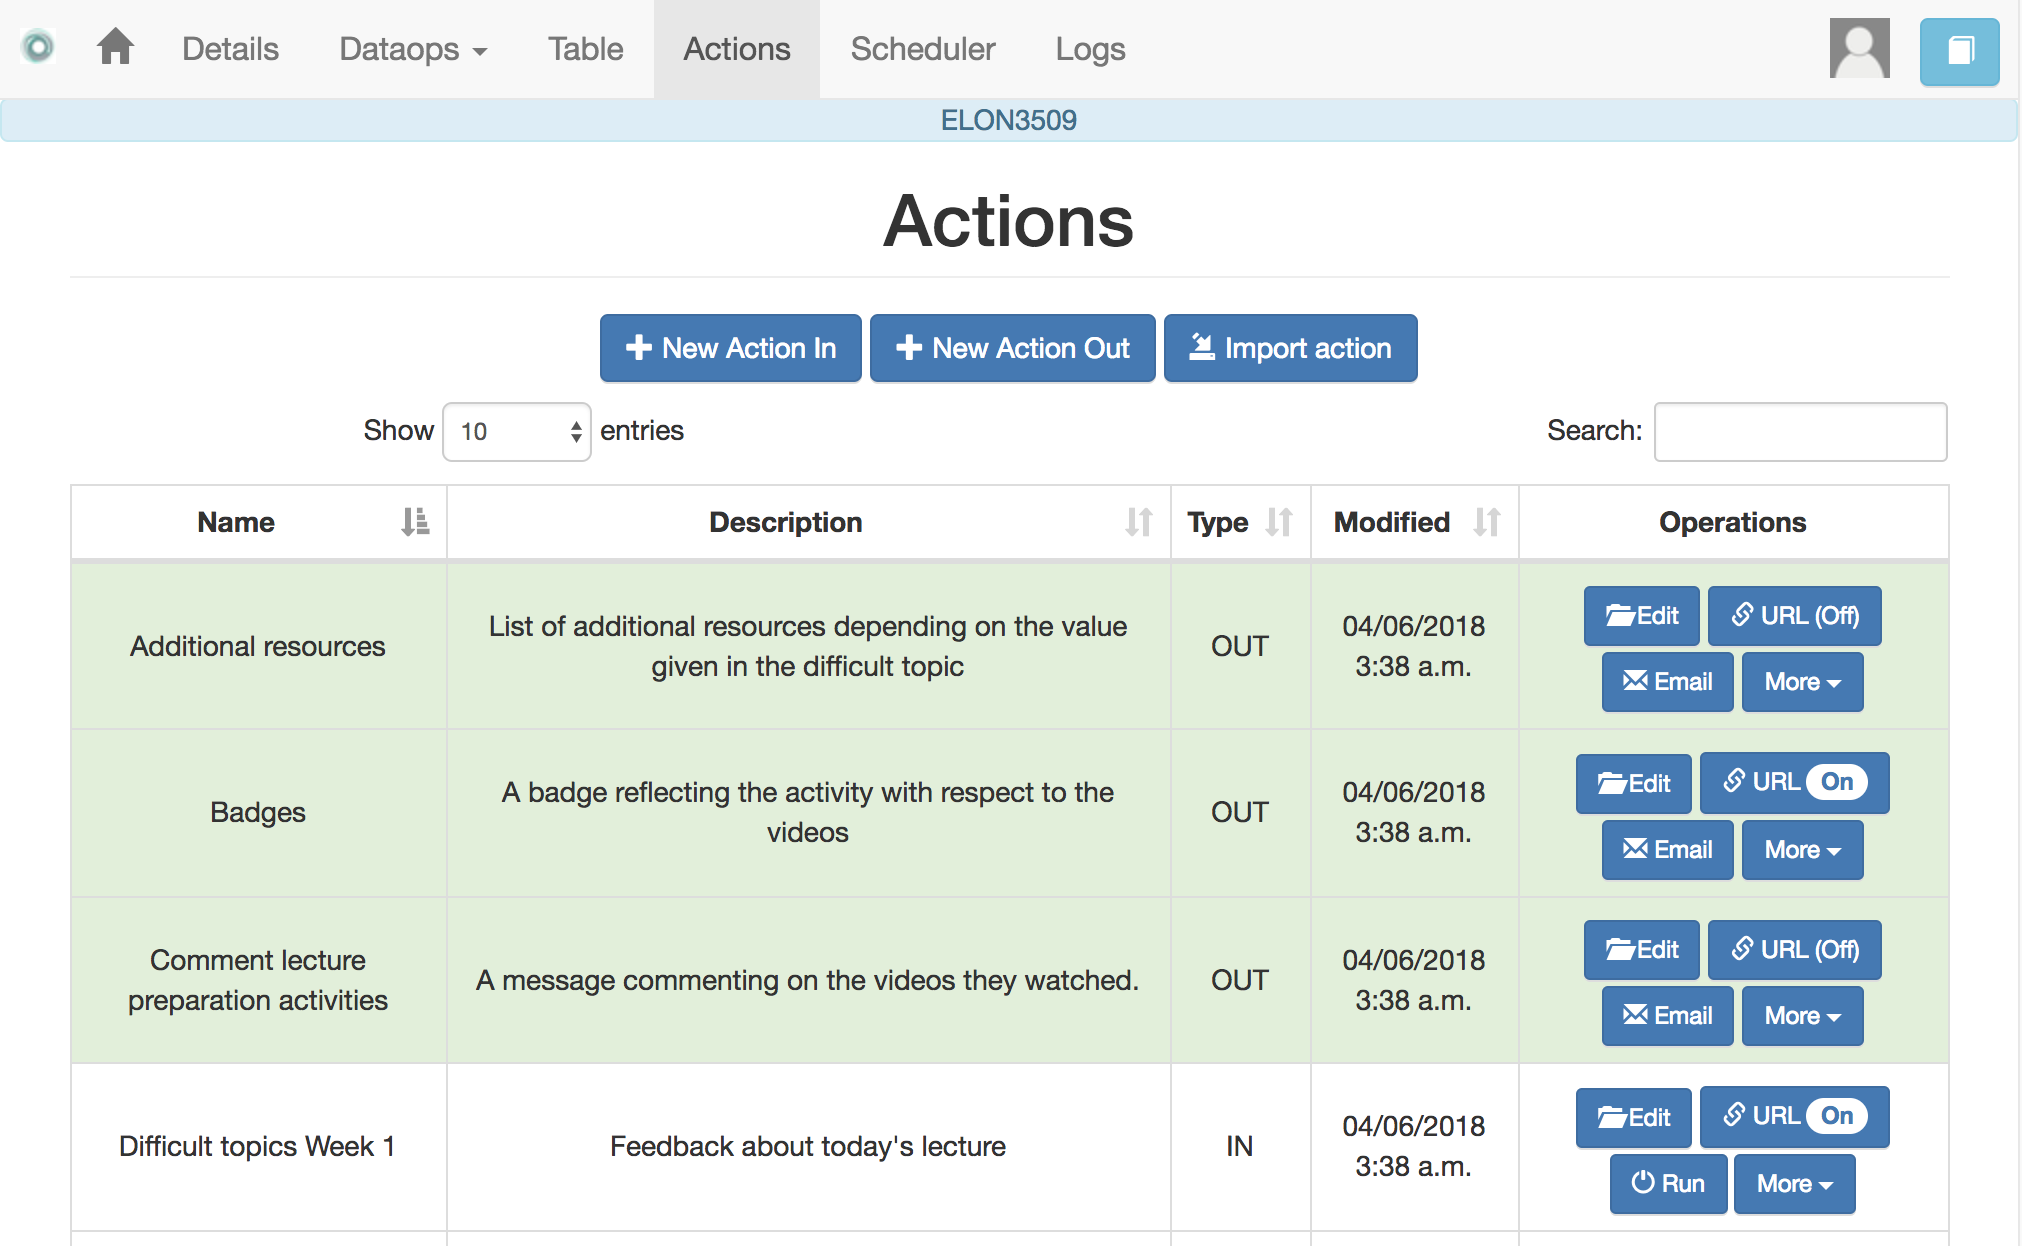 Details Dataops Table Actions Scheduler Logs
ELON3509
Actions
New Action In New Action Out Import action
Show 10 entries Search:
Name Description Type Modified Operations
Additional resources
List of additional resources depending on the value
given in the difficult topic
OUT
04/06/2018
3:38 a.m.
Edit URL (Off)
Email More
Badges
A badge reflecting the activity with respect to the
videos
OUT
04/06/2018
3:38 a.m.
Edit URL On
Email More
Comment lecture
preparation activities
A message commenting on the videos they watched.
OUT
04/06/2018
3:38 a.m.
Edit URL (Off)
Email More
Difficult topics Week 1
Feedback about today's lecture
IN
04/06/2018
3:38 a.m.
Edit URL On
Run More